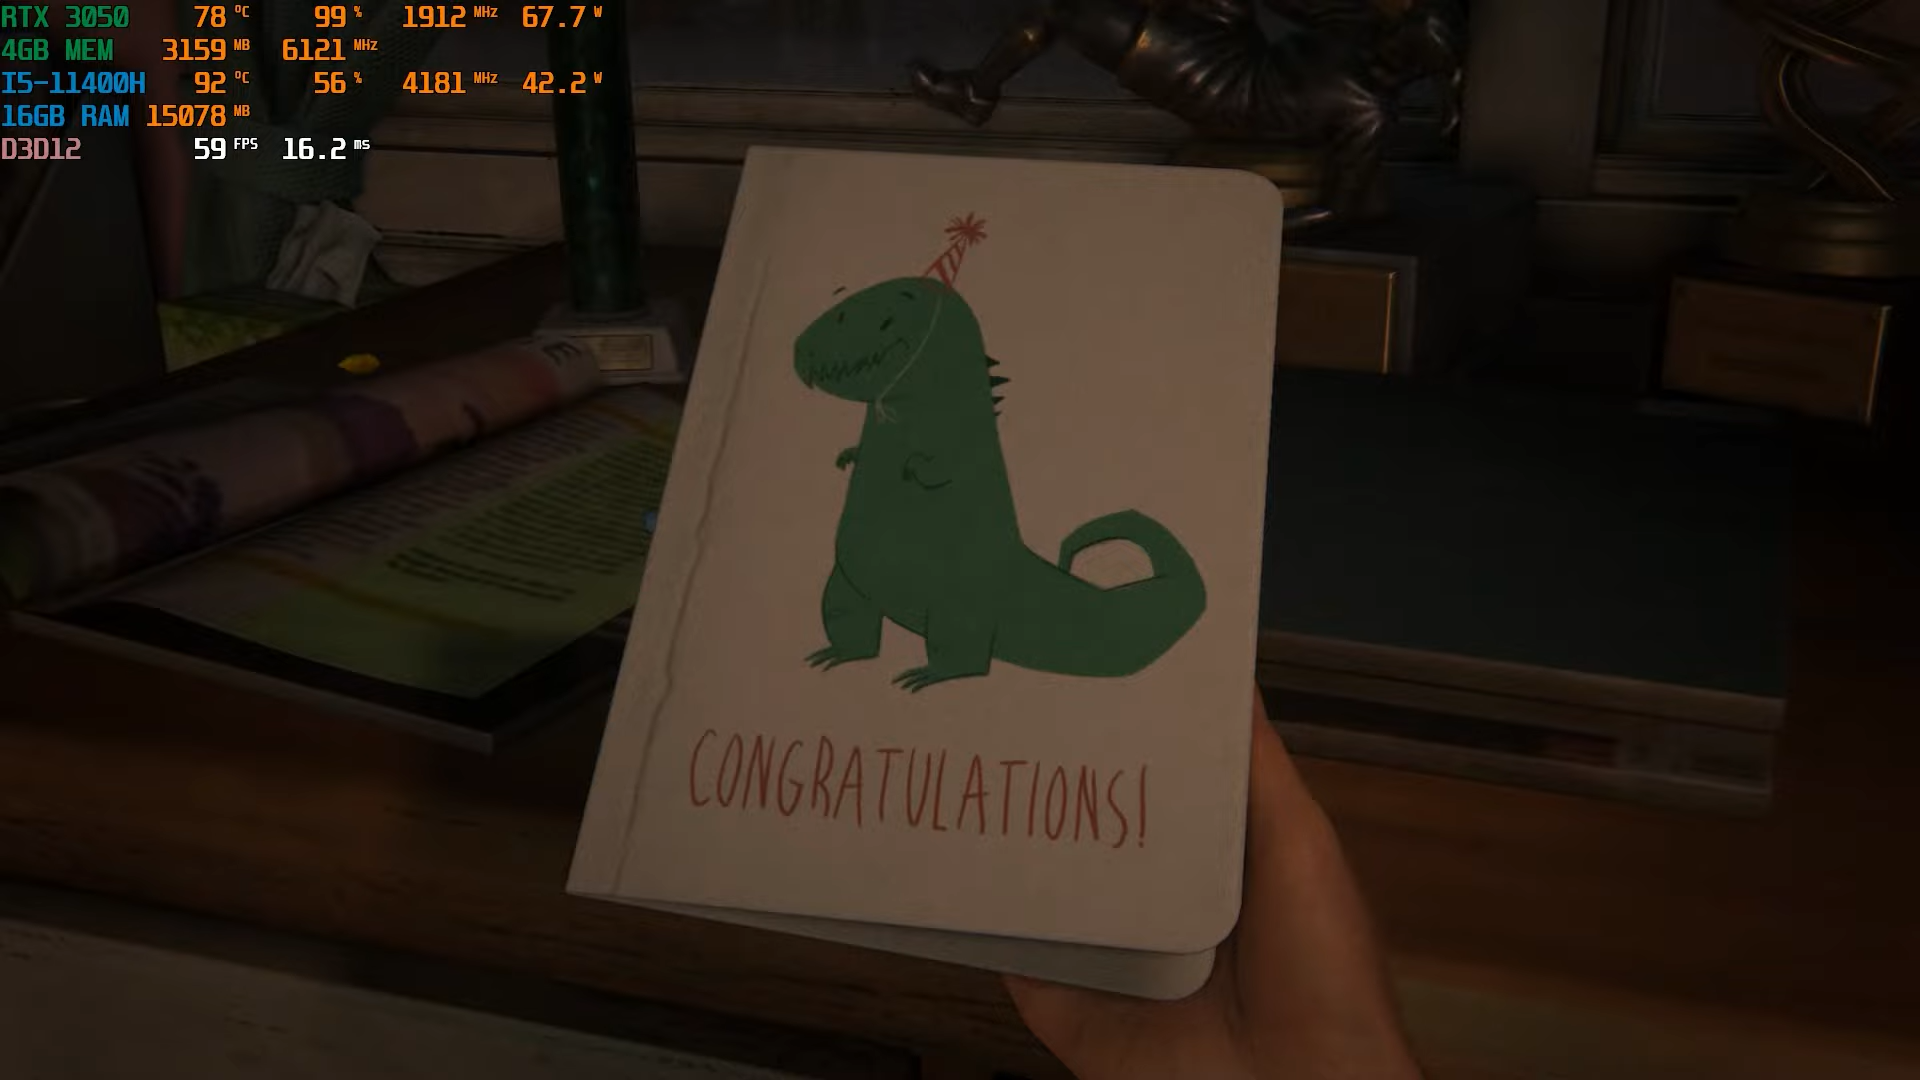 RTX 3050 78 °C 99 % 1912 MHz 67.7 W
4GB MEM 3159 MB 6121 MHz
I5-11400H 92 °C 56 % 4181 MHz 42.2 W
16GB RAM 15078 MB
D3D12 59 FPS 16.2 ms
CONGRATULATIONS!